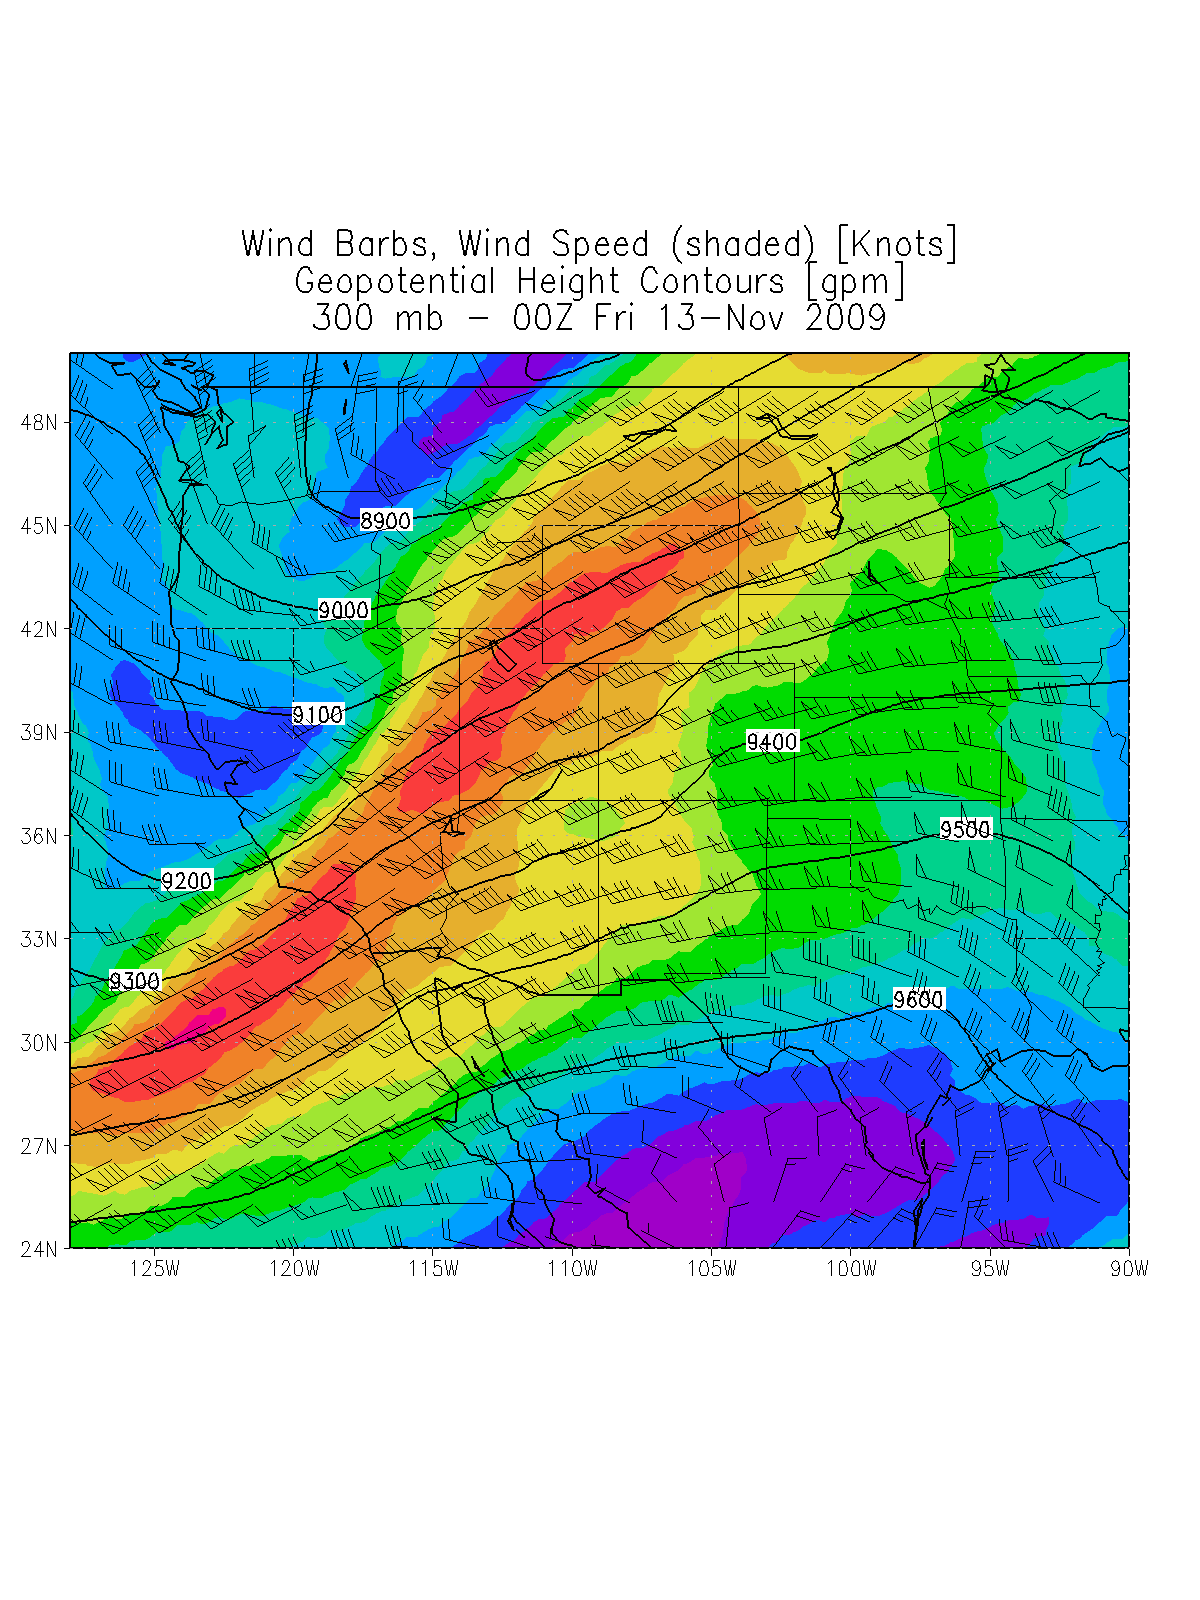 Wind Barbs, Wind Speed (shaded) [Knots]
Geopotential Height Contours [gpm]
300 mb - 00Z Fri 13-Nov 2009
48N
45N
8900
9000
42N
9100
39N
9400
36N
9500
9200
33N
9300
9600
30N
27N
24N
125W 120W 115W 110W 105W 100W 95W 90W